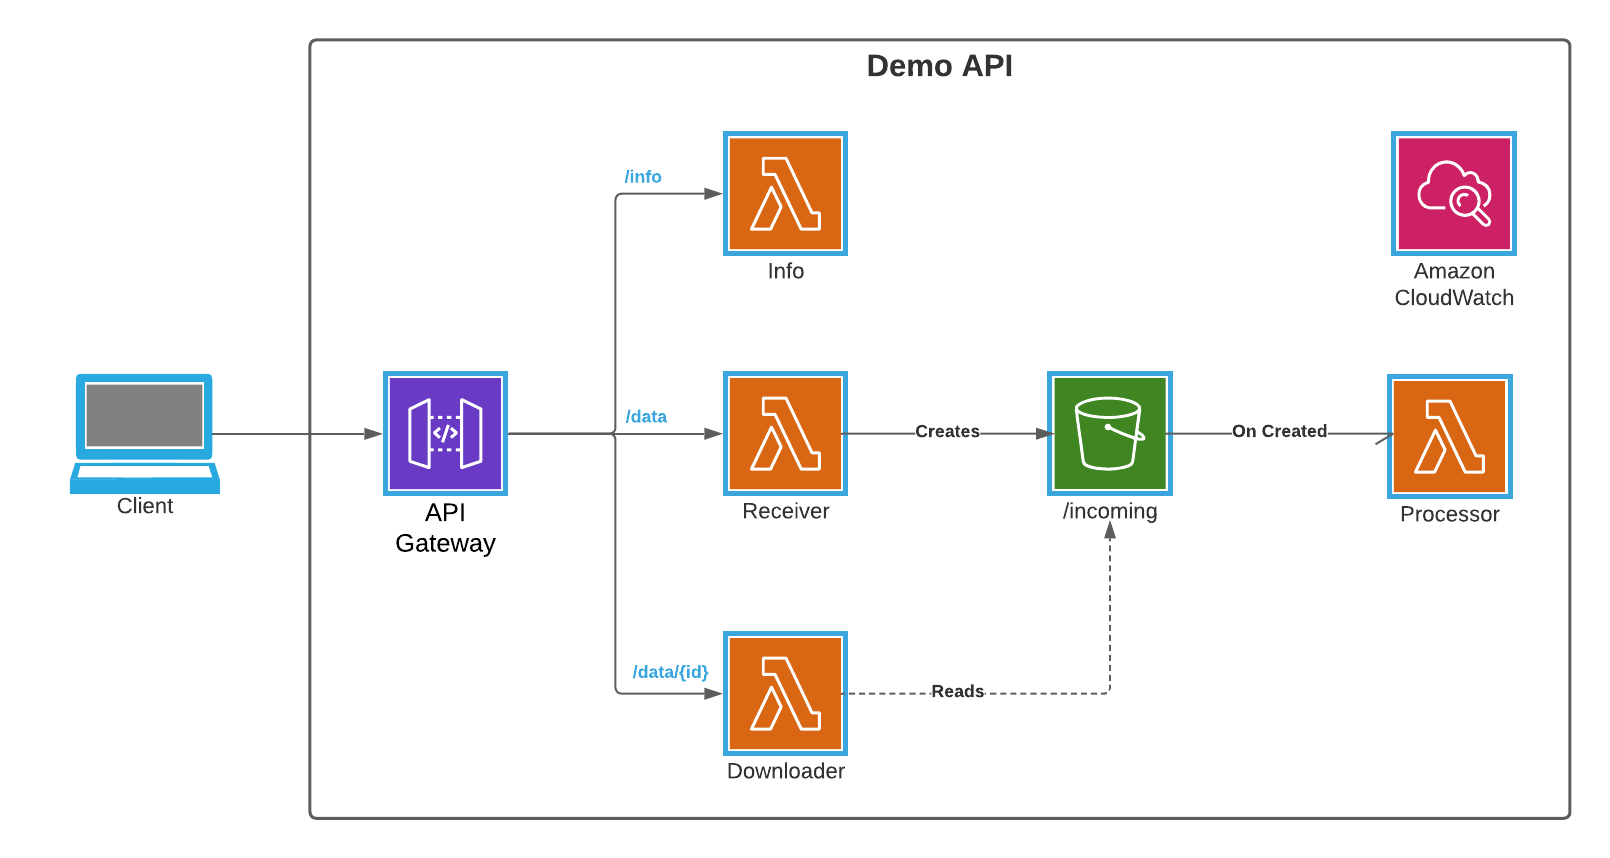 Demo API
/info
Info
Amazon
CloudWatch
/data
Creates
On Created
Client
API
Gateway
Receiver
/incoming
Processor
/data/{id}
Reads
Downloader